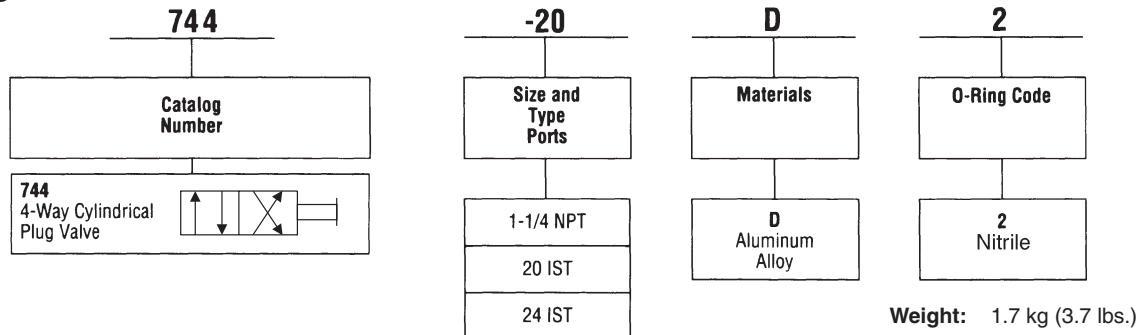 744
-20
D
2
Catalog
Number
Size and
Type
Ports
Materials
O-Ring Code
744
4-Way Cylindrical
Plug Valve
1-1/4 NPT
20 IST
24 IST
D
Aluminum
Alloy
2
Nitrile
Weight: 1.7 kg (3.7 lbs.)